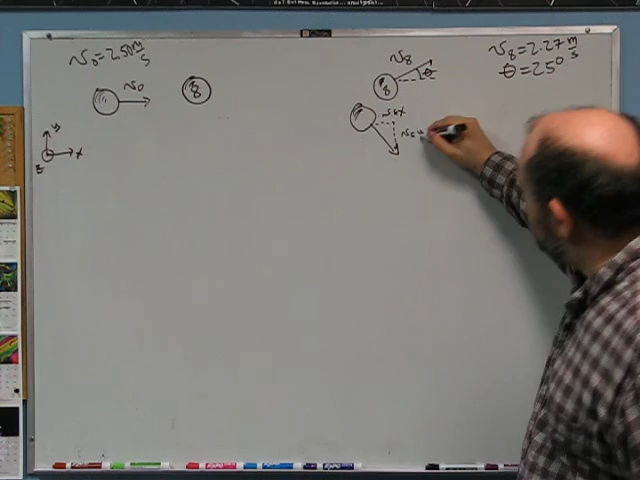 v₀ = 2.50 m/s
v₀
8
v₈
θ
8
v₈ = 2.27 m/s
θ = 25°
y
x
z